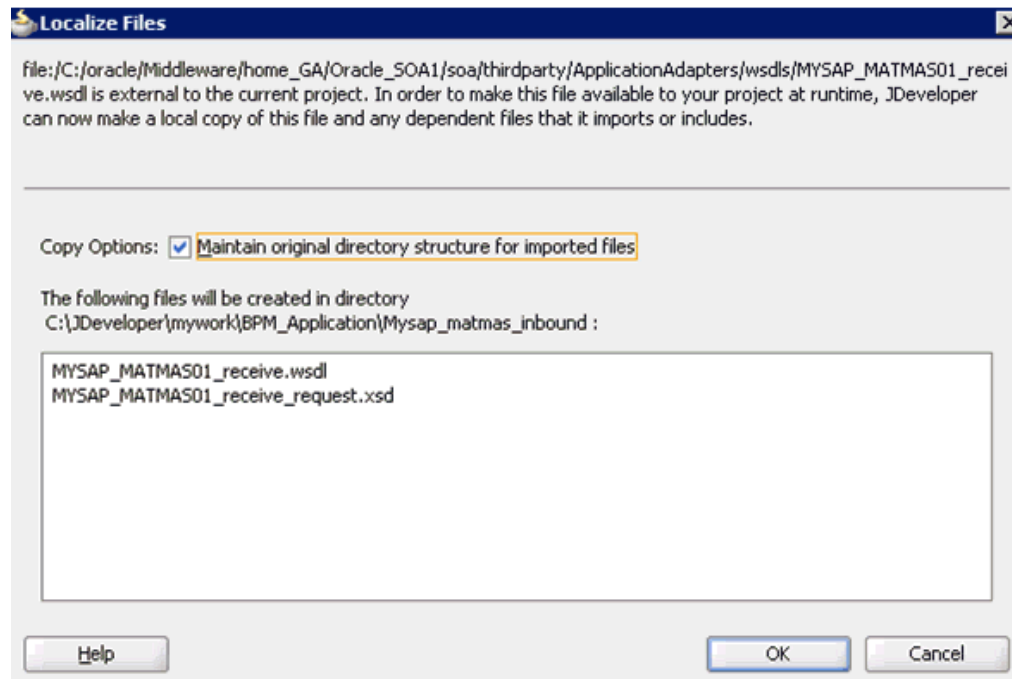 Localize Files
file:/C:/oracle/Middleware/home_GA/Oracle_SOA1/soa/thirdparty/ApplicationAdapters/wsdls/MYSAP_MATMAS01_recei
ve.wsdl is external to the current project. In order to make this file available to your project at runtime, JDeveloper
can now make a local copy of this file and any dependent files that it imports or includes.
Copy Options: Maintain original directory structure for imported files
The following files will be created in directory
C:\JDeveloper\mywork\BPM_Application\Mysap_matmas_inbound :
MYSAP_MATMAS01_receive.wsdl
MYSAP_MATMAS01_receive_request.xsd
Help OK Cancel